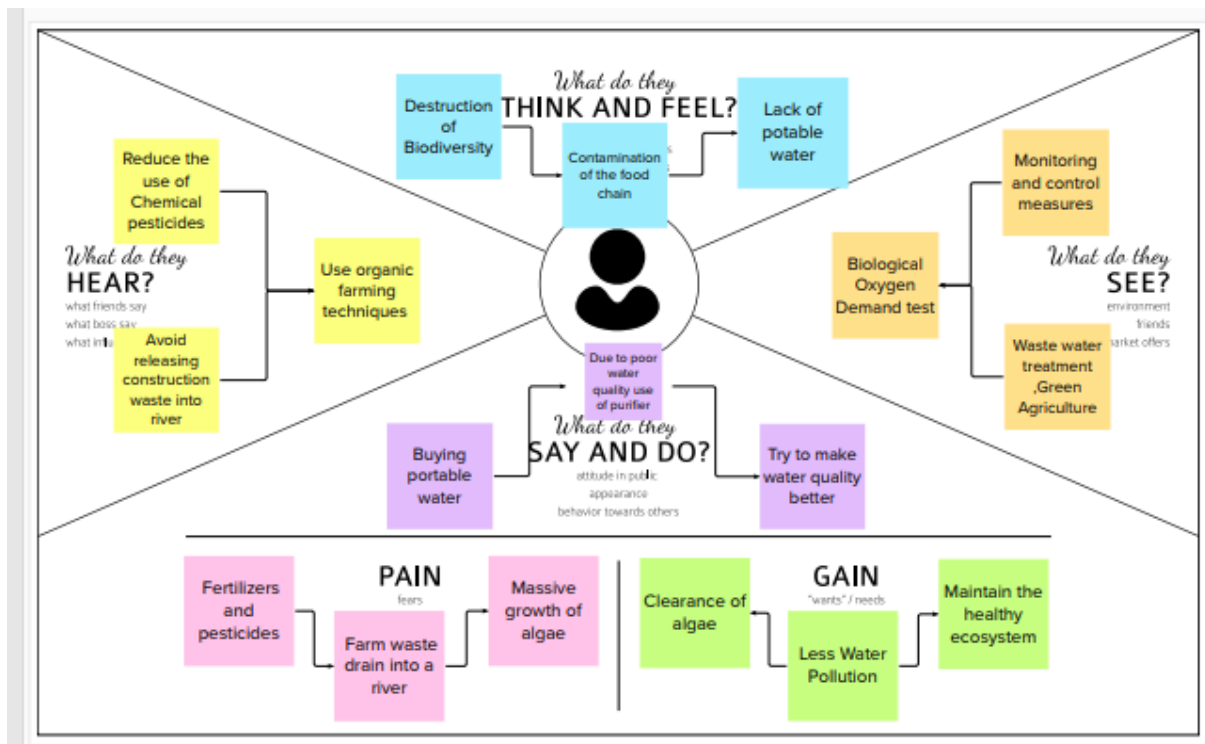 What do they
THINK AND FEEL?
Destruction
of
Biodiversity
Contamination
of the food
chain
Lack of
potable
water
Reduce the
use of
Chemical
pesticides
What do they
HEAR?
what friends say
what boss say
what infl
Use organic
farming
techniques
Avoid
releasing
construction
waste into
river
Monitoring
and control
measures
What do they
SEE?
environment
friends
market offers
Biological
Oxygen
Demand test
Waste water
treatment
,Green
Agriculture
Due to poor
water
quality use
of purifier
What do they
SAY AND DO?
attitude in public
appearance
behavior towards others
Buying
portable
water
Try to make
water quality
better
PAIN
fears
Fertilizers
and
pesticides
Farm waste
drain into a
river
Massive
growth of
algae
GAIN
"wants" / needs
Clearance of
algae
Less Water
Pollution
Maintain the
healthy
ecosystem